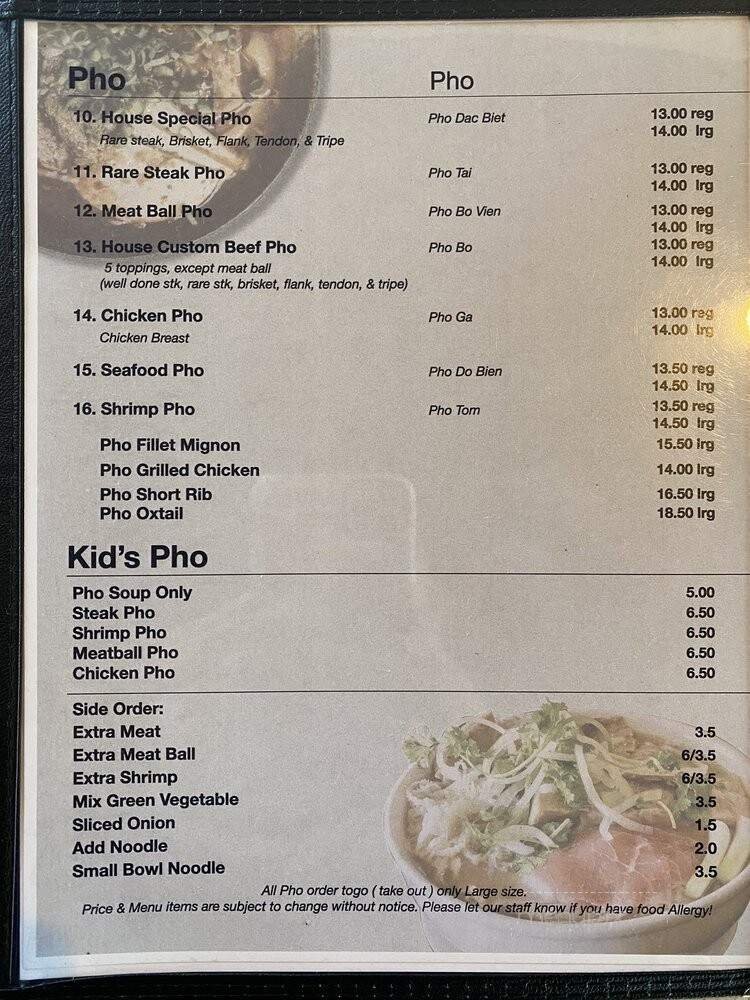 Pho Pho
10. House Special Pho Pho Dac Biet 13.00 reg
14.00 lrg
Rare steak, Brisket, Flank, Tendon, & Tripe
11. Rare Steak Pho Pho Tai 13.00 reg
14.00 lrg
12. Meat Ball Pho Pho Bo Vien 13.00 reg
14.00 lrg
13. House Custom Beef Pho Pho Bo 13.00 reg
14.00 lrg
5 toppings, except meat ball
(well done stk, rare stk, brisket, flank, tendon, & tripe)
14. Chicken Pho Pho Ga 13.00 reg
14.00 lrg
Chicken Breast
15. Seafood Pho Pho Do Bien 13.50 reg
14.50 lrg
16. Shrimp Pho Pho Tom 13.50 reg
14.50 lrg
Pho Fillet Mignon 15.50 lrg
Pho Grilled Chicken 14.00 lrg
Pho Short Rib 16.50 lrg
Pho Oxtail 18.50 lrg
Kid's Pho
Pho Soup Only 5.00
Steak Pho 6.50
Shrimp Pho 6.50
Meatball Pho 6.50
Chicken Pho 6.50
Side Order:
Extra Meat 3.5
Extra Meat Ball 6/3.5
Extra Shrimp 6/3.5
Mix Green Vegetable 3.5
Sliced Onion 1.5
Add Noodle 2.0
Small Bowl Noodle 3.5
All Pho order togo ( take out ) only Large size.
Price & Menu items are subject to change without notice. Please let our staff know if you have food Allergy!